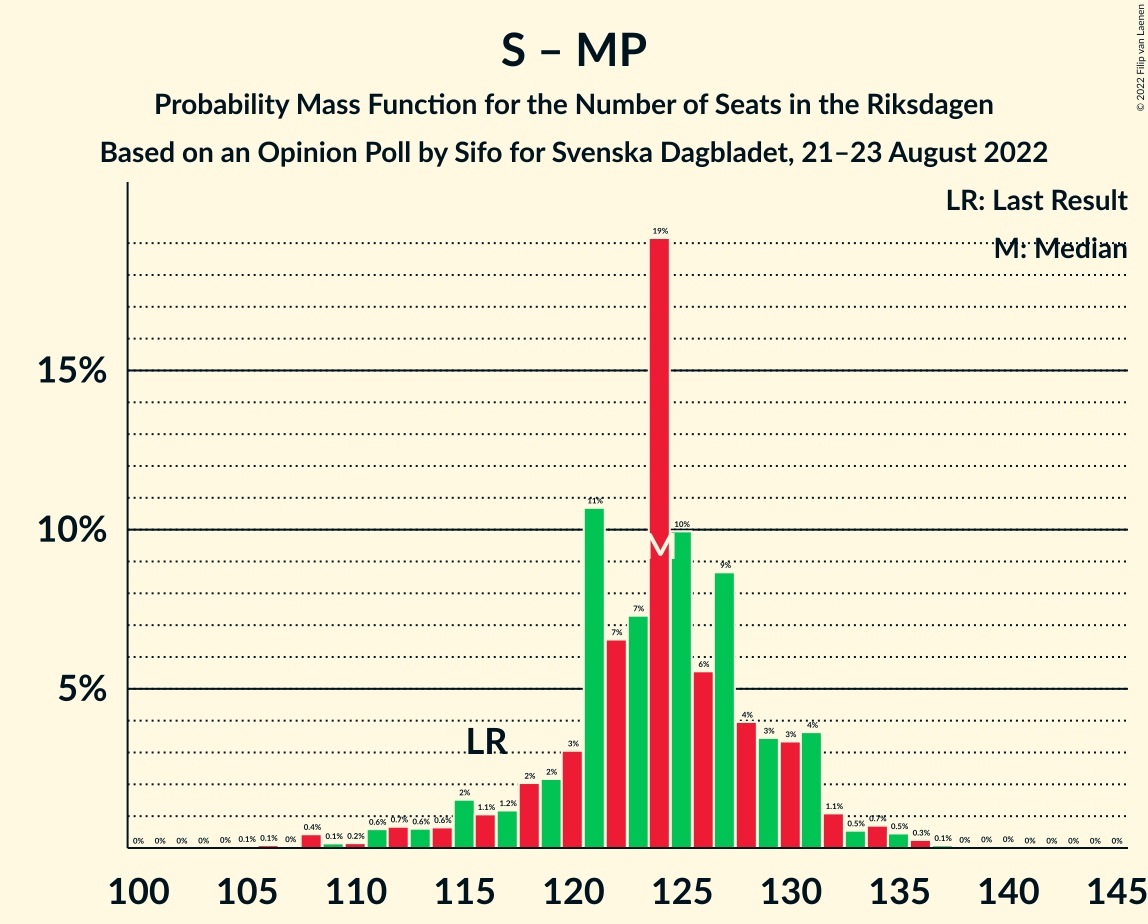 S – MP
Probability Mass Function for the Number of Seats in the Riksdagen
Based on an Opinion Poll by Sifo for Svenska Dagbladet, 21–23 August 2022
© 2022 Filip van Laenen
LR: Last Result
M: Median
15%
10%
5%
LR
M
0% 0% 0% 0% 0% 0.1% 0.1% 0% 0.4% 0.1% 0.2% 0.6% 0.7% 0.6% 0.6% 2% 1.1% 1.2% 2% 2% 3% 11% 7% 7% 19% 10% 6% 9% 4% 3% 3% 4% 1.1% 0.5% 0.7% 0.5% 0.3% 0.1% 0% 0% 0% 0% 0% 0% 0% 0%
100 105 110 115 120 125 130 135 140 145